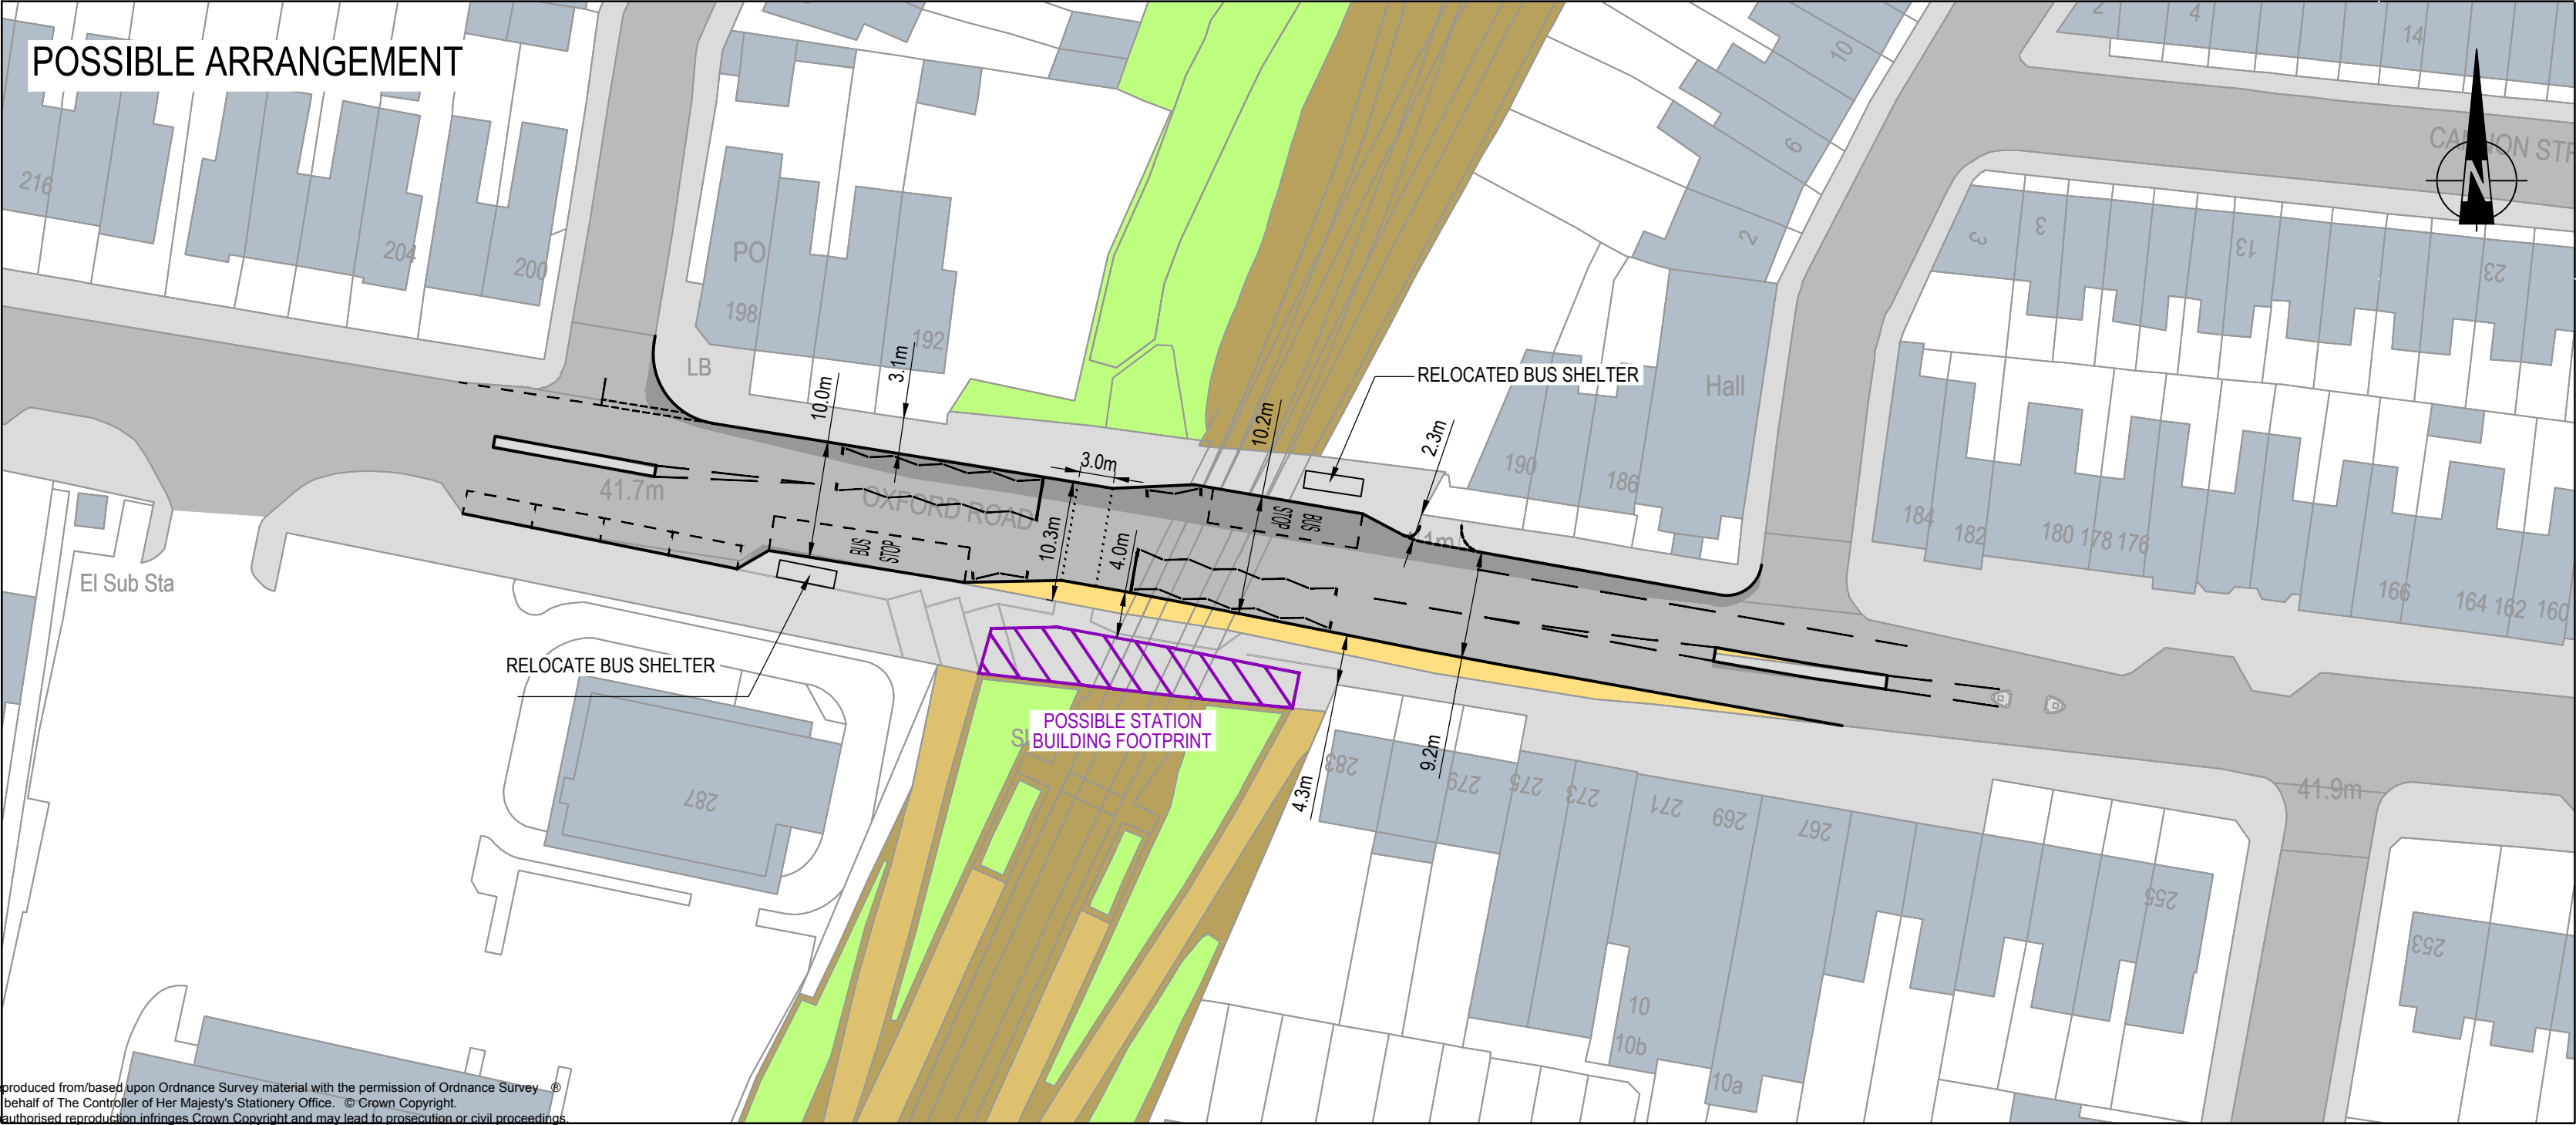 POSSIBLE ARRANGEMENT
2
4
14
10
6
2
CANNON STR
N
216
204
200
PO
198
192
LB
3
3
13
23
Hall
190
186
184
182
180
178
176
166
164
162
160
10.0m
3.1m
3.0m
10.2m
2.3m
RELOCATED BUS SHELTER
41.7m
OXFORD ROAD
BUS
STOP
BUS
STOP
10.3m
4.0m
1m
El Sub Sta
RELOCATE BUS SHELTER
POSSIBLE STATION
BUILDING FOOTPRINT
287
283
279
275
273
271
269
267
255
253
4.3m
9.2m
41.9m
10
10b
10a
produced from/based upon Ordnance Survey material with the permission of Ordnance Survey ®
behalf of The Controller of Her Majesty's Stationery Office. © Crown Copyright.
authorised reproduction infringes Crown Copyright and may lead to prosecution or civil proceedings.